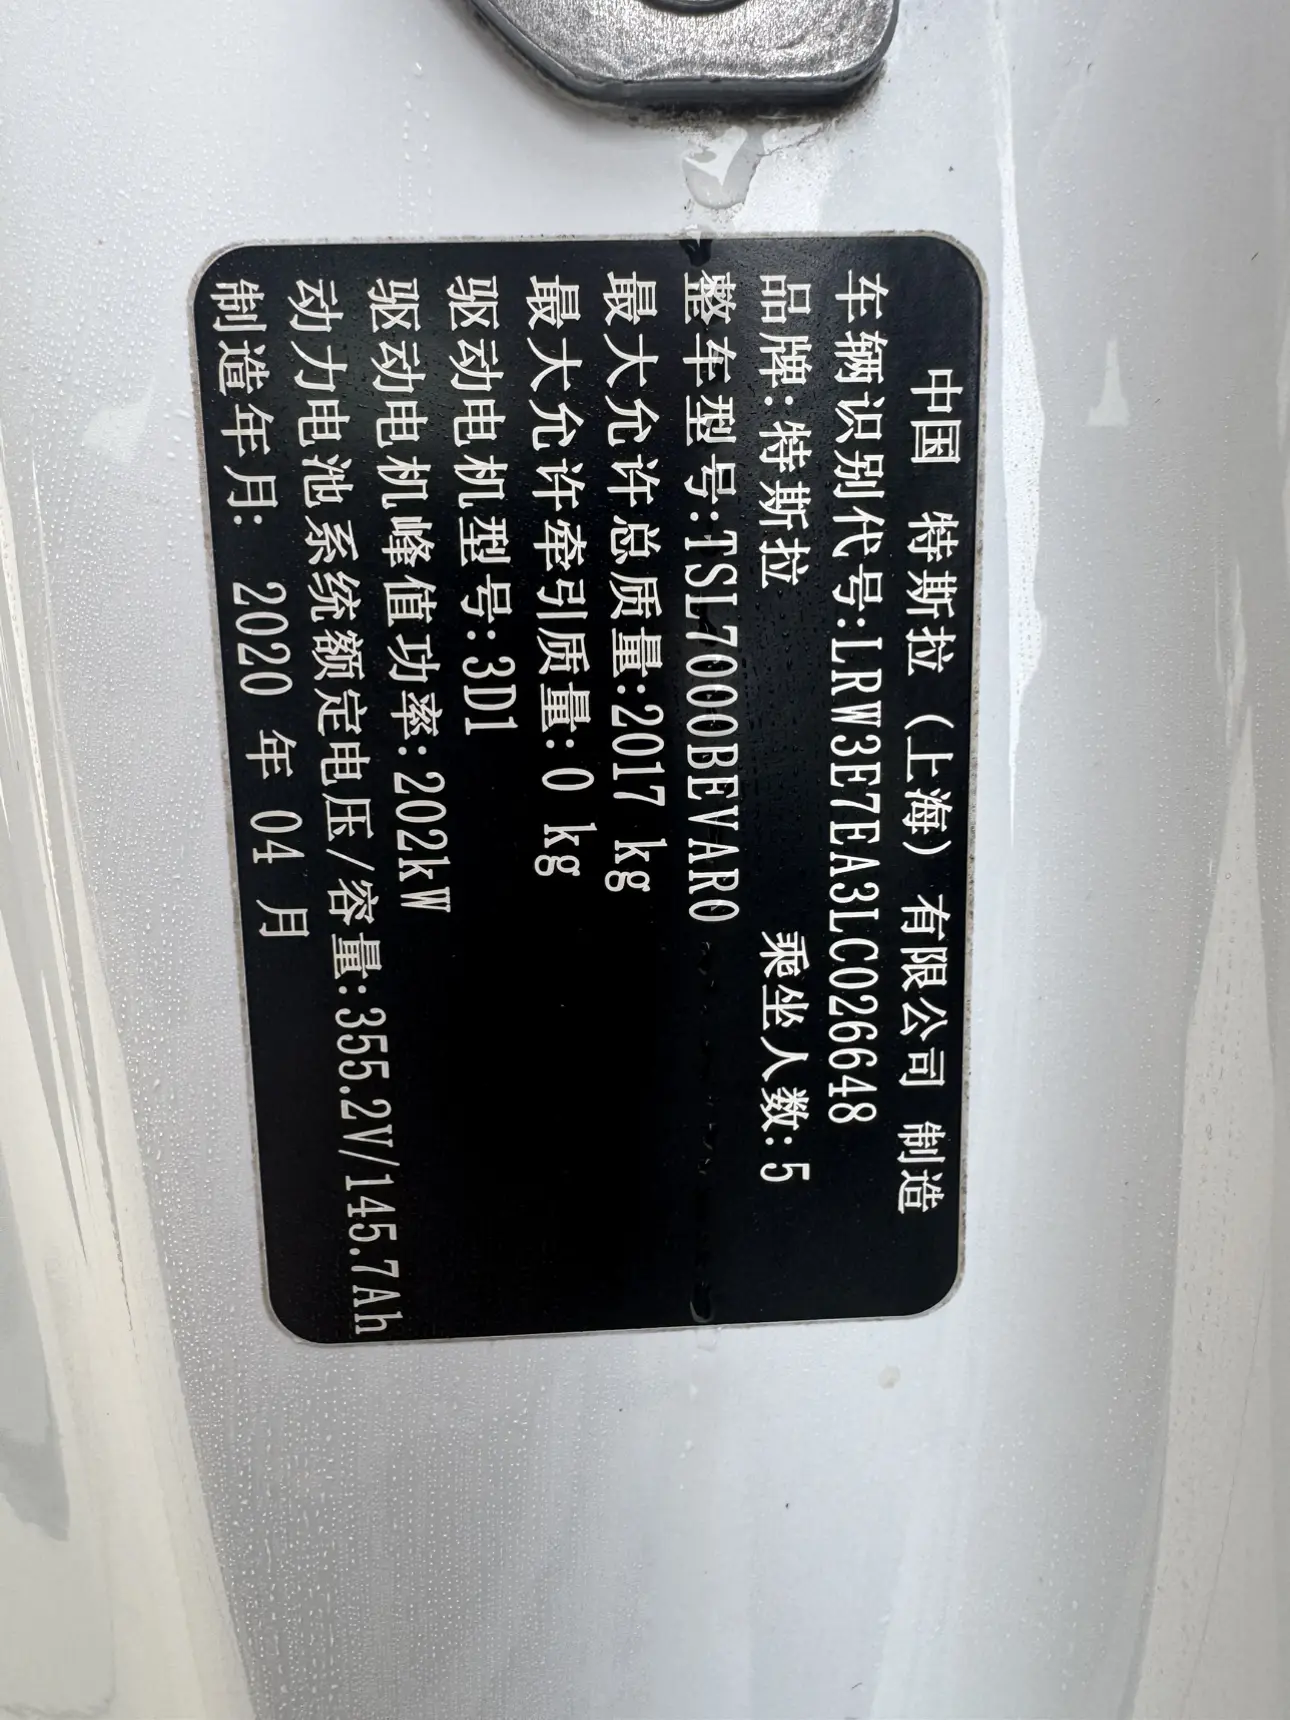 中国 特斯拉（上海）有限公司 制造
车辆识别代号:LRW3E7EA3LC026648
品牌:特斯拉 乘坐人数:5
整车型号:TSL7000BEVAR0
最大允许总质量:2017 kg
最大允许牵引质量: 0 kg
驱动电机型号:3D1
驱动电机峰值功率:202kW
动力电池系统额定电压/容量:355.2V/145.7Ah
制造年月: 2020 年 04 月